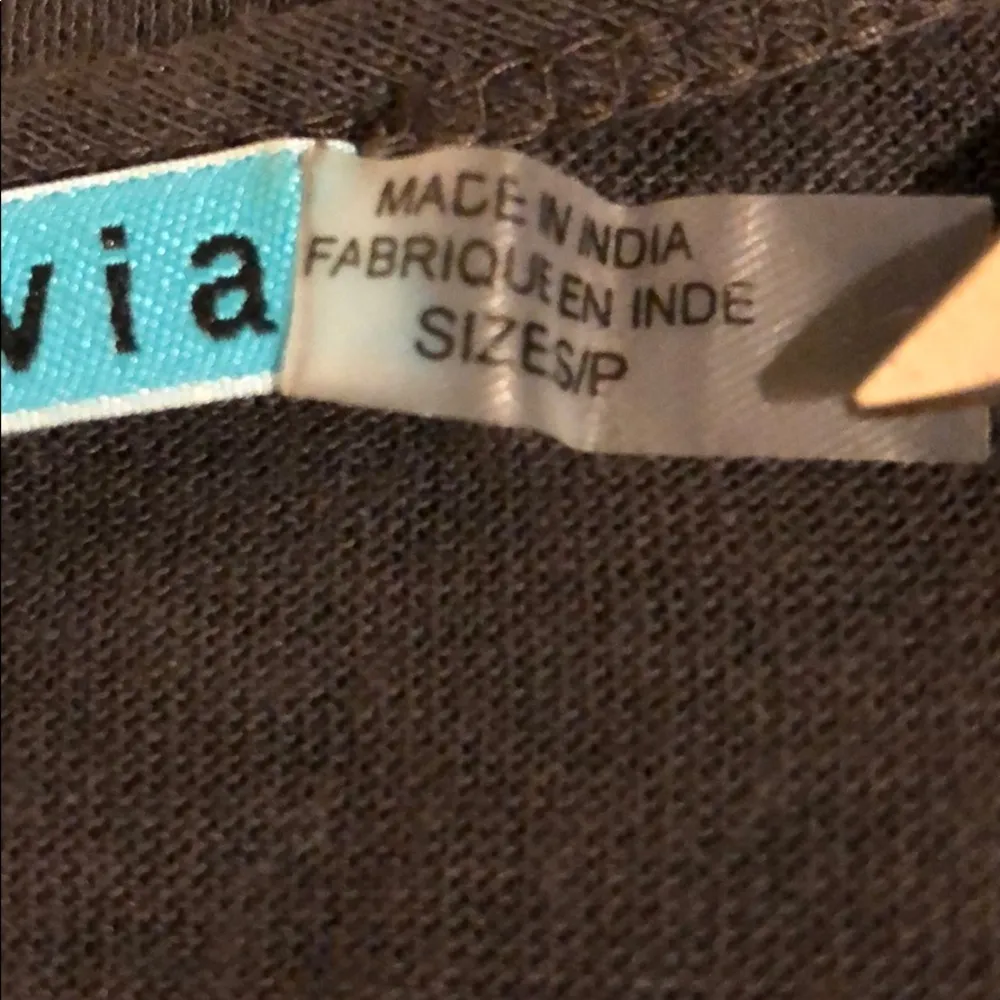 via
MADE IN INDIA
FABRIQUE EN INDE
SIZE S/P